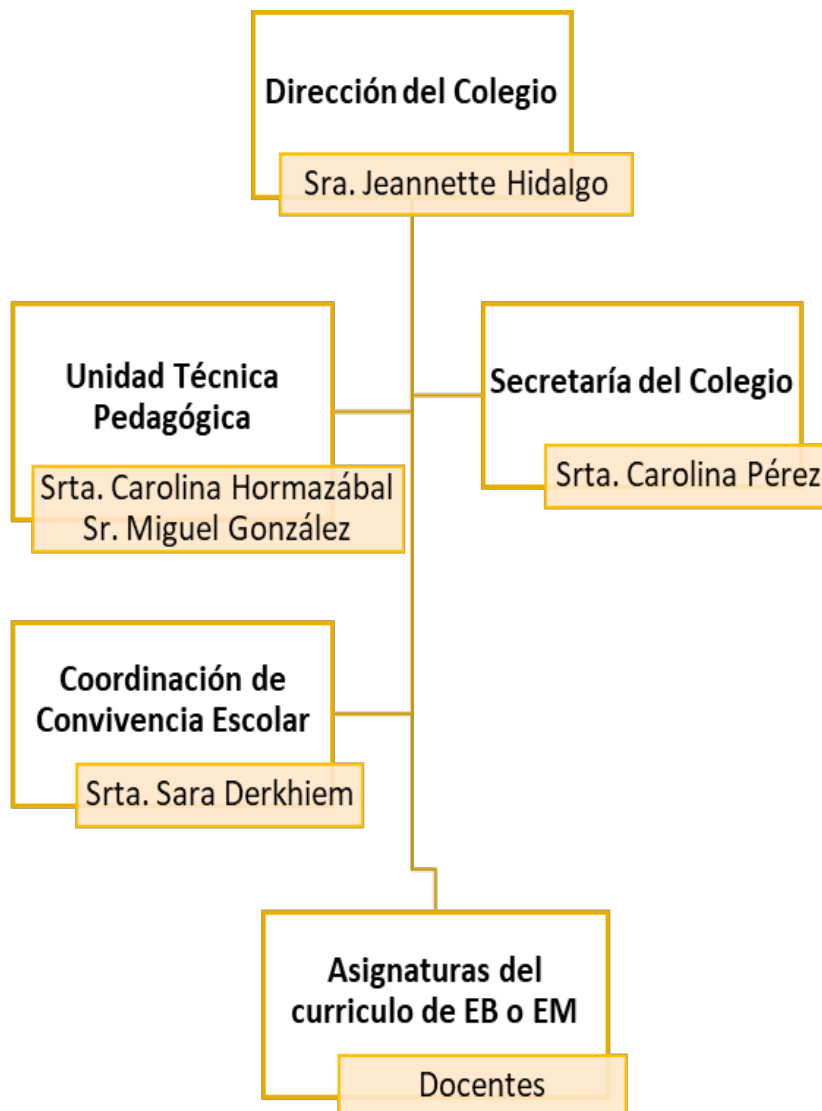 Dirección del Colegio
Sra. Jeannette Hidalgo
Unidad Técnica
Pedagógica
Srta. Carolina Hormazábal
Sr. Miguel González
Secretaría del Colegio
Srta. Carolina Pérez
Coordinación de
Convivencia Escolar
Srta. Sara Derkhiem
Asignaturas del
curriculo de EB o EM
Docentes